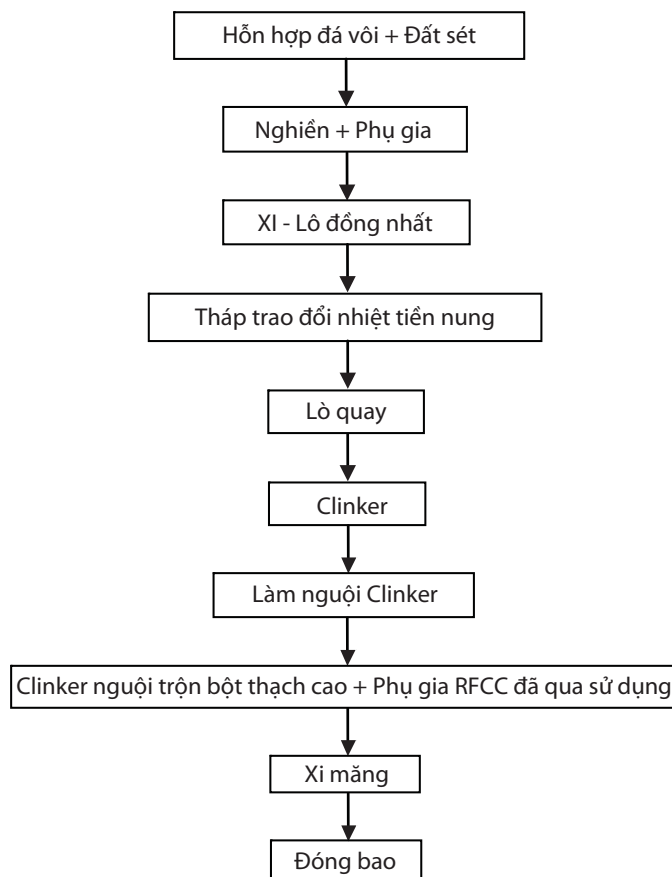 Hỗn hợp đá vôi + Đất sét
Nghiền + Phụ gia
XI - Lô đồng nhất
Tháp trao đổi nhiệt tiền nung
Lò quay
Clinker
Làm nguội Clinker
Clinker nguội trộn bột thạch cao + Phụ gia RFCC đã qua sử dụng
Xi măng
Đóng bao